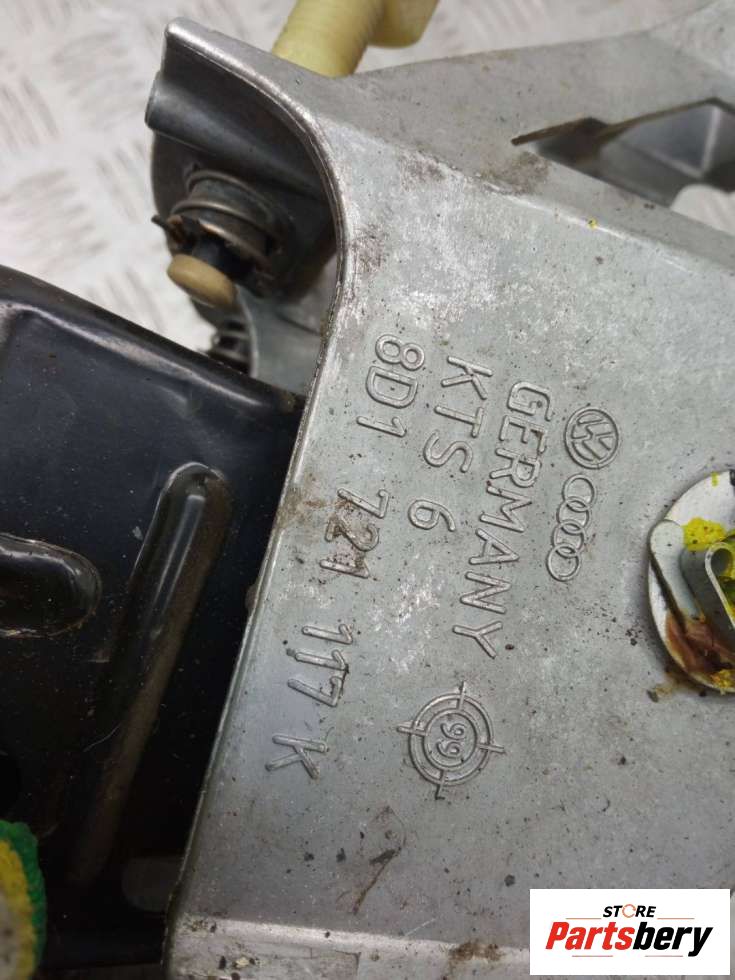 GERMANY
KTS 6
8D1 721 117 K
99
STORE
Partsbery